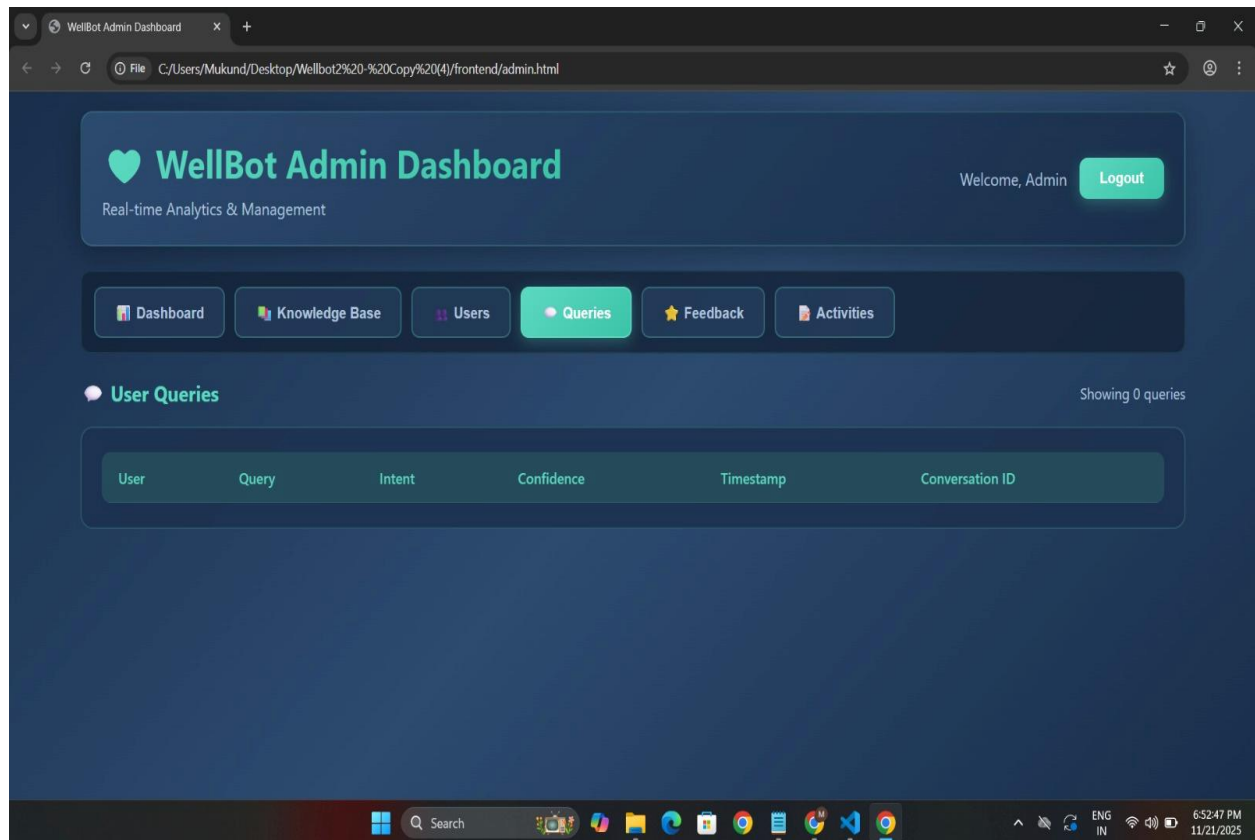 WellBot Admin Dashboard
File C:/Users/Mukund/Desktop/Wellbot2%20-%20Copy%20(4)/frontend/admin.html
WellBot Admin Dashboard
Real-time Analytics & Management
Welcome, Admin Logout
Dashboard Knowledge Base Users Queries Feedback Activities
User Queries Showing 0 queries
User Query Intent Confidence Timestamp Conversation ID
Search
ENG
IN
6:52:47 PM
11/21/2025